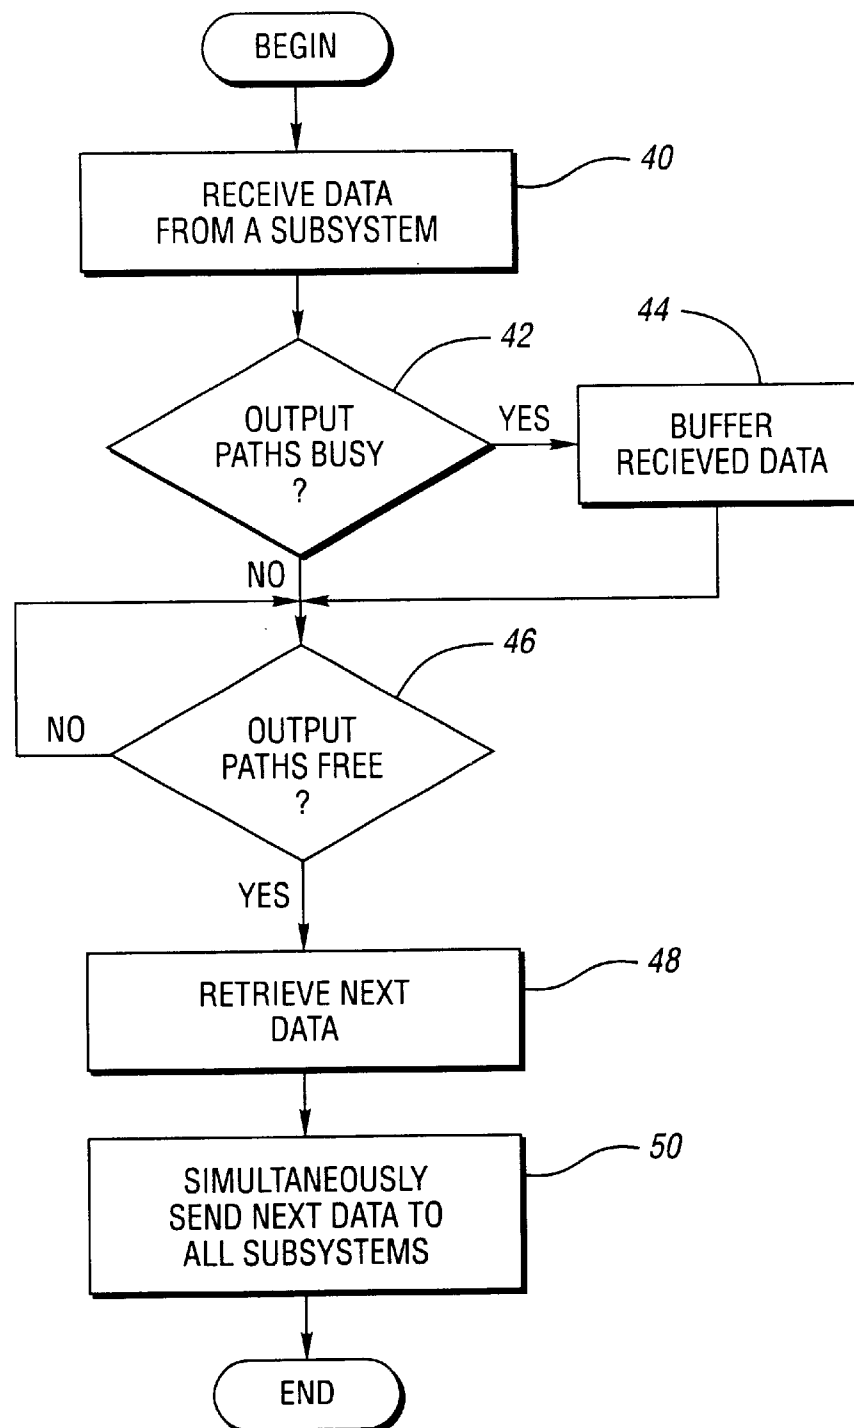 BEGIN
RECEIVE DATA
FROM A SUBSYSTEM
40
OUTPUT
PATHS BUSY
?
42
YES
44
BUFFER
RECIEVED DATA
NO
46
OUTPUT
PATHS FREE
?
NO
YES
RETRIEVE NEXT
DATA
48
SIMULTANEOUSLY
SEND NEXT DATA TO
ALL SUBSYSTEMS
50
END